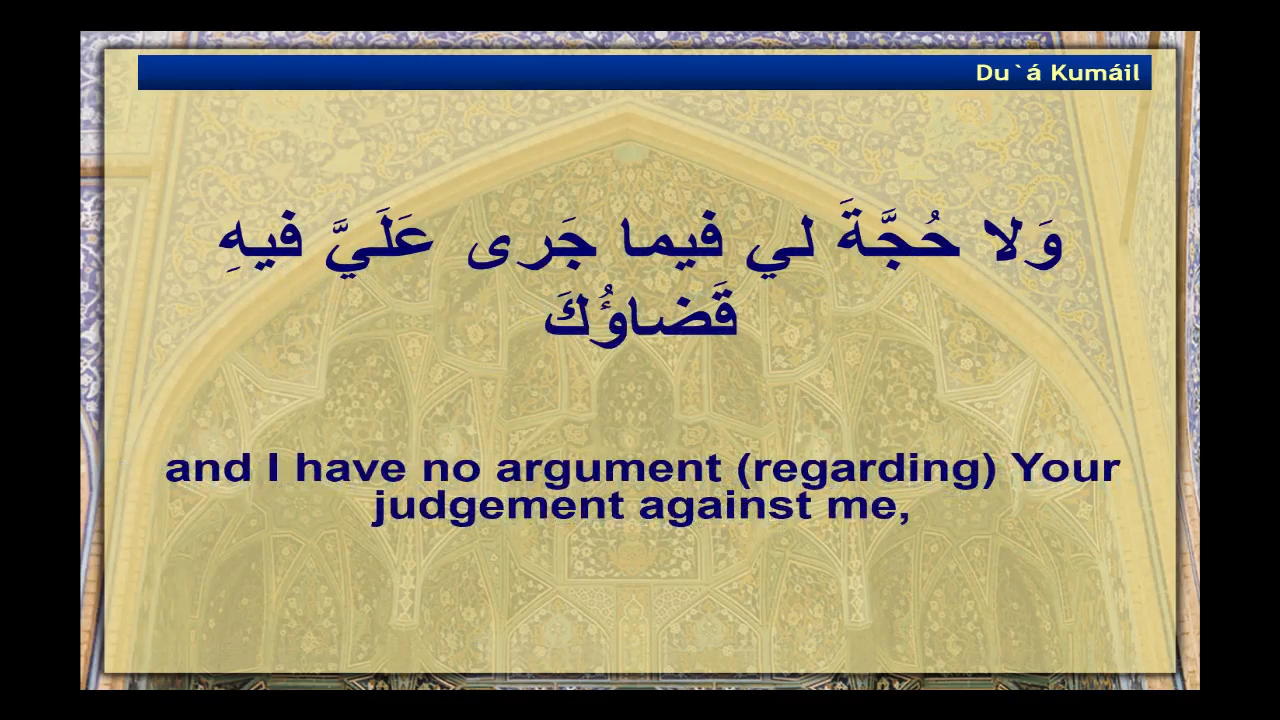 Du`á Kumáil
وَلا حُجَّةَ لي فيما جَرى عَلَيَّ فيهِ
قَضاؤُكَ
and I have no argument (regarding) Your
judgement against me,